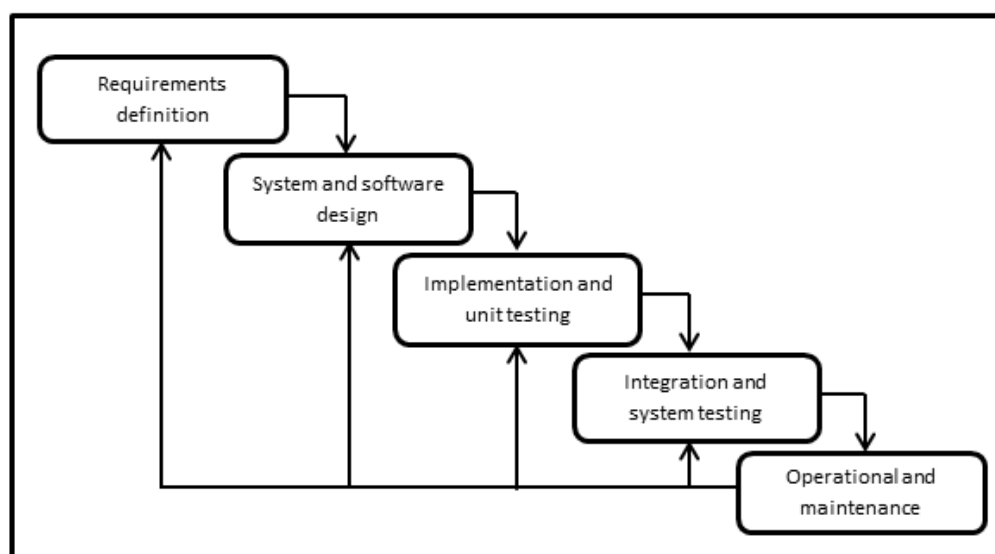 Requirements
definition
System and software
design
Implementation and
unit testing
Integration and
system testing
Operational and
maintenance